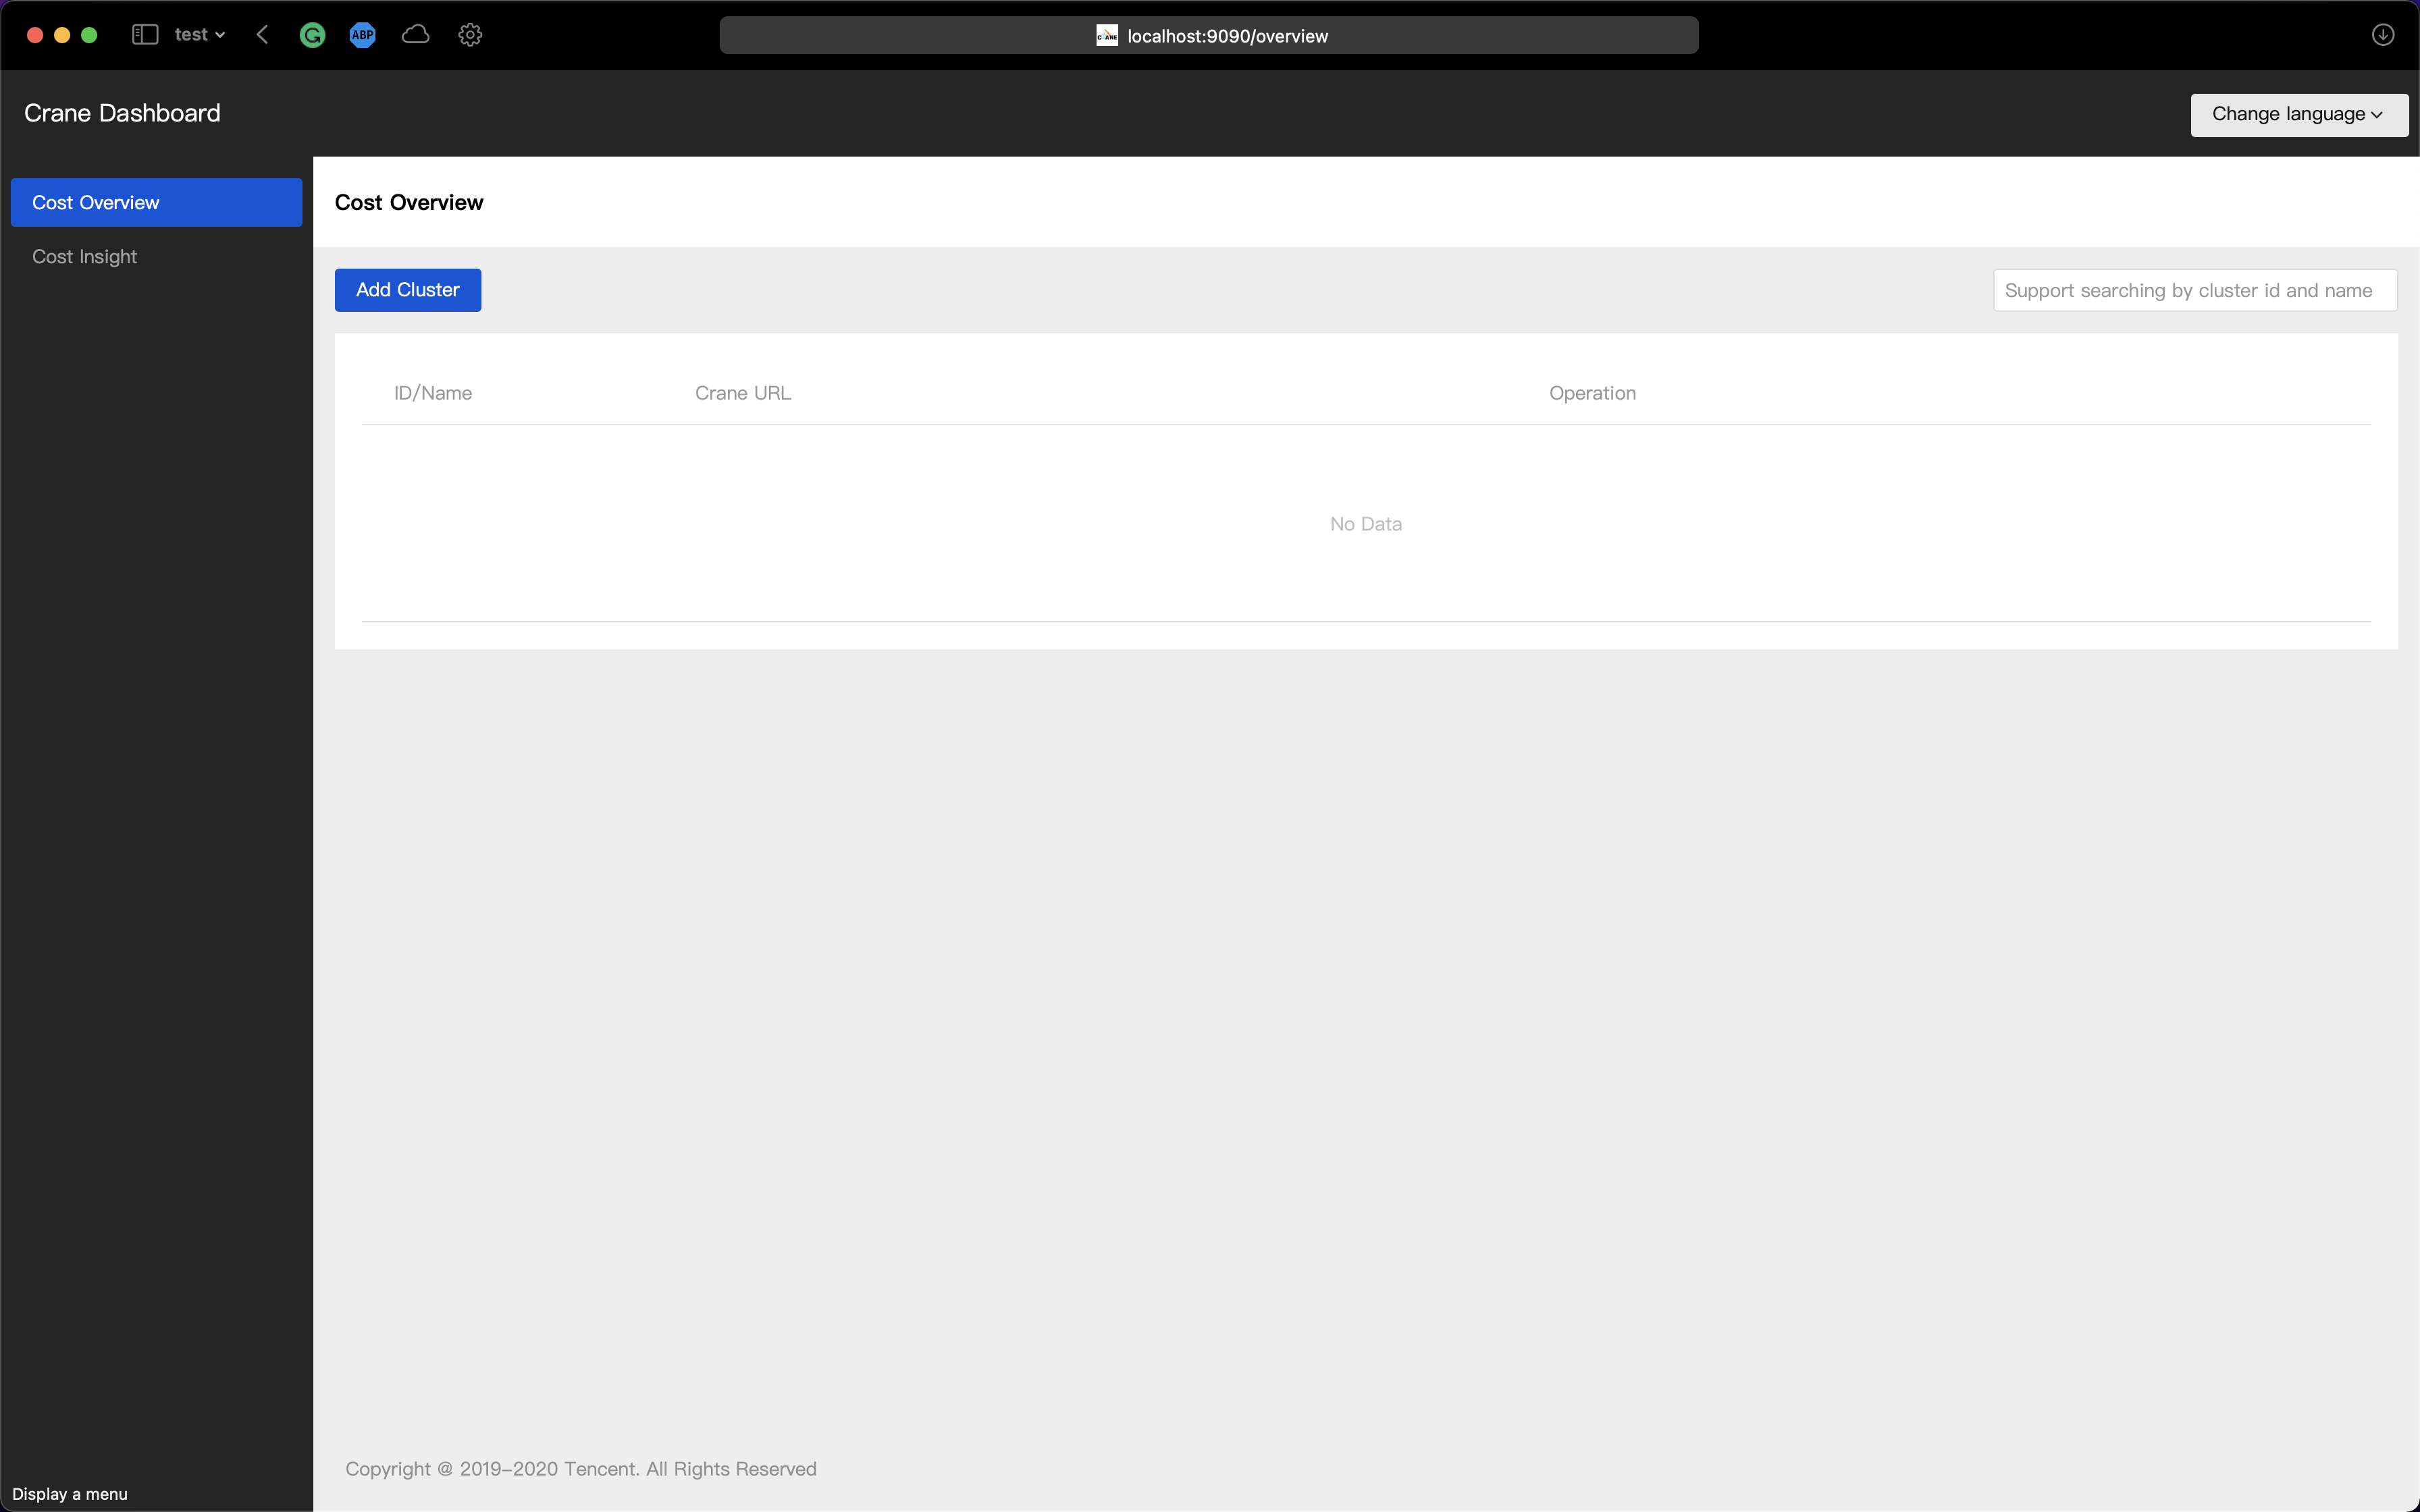 test
ABP
CRANE localhost:9090/overview
Crane Dashboard
Change language
Cost Overview
Cost Insight
Cost Overview
Add Cluster
Support searching by cluster id and name
ID/Name Crane URL Operation
No Data
Copyright @ 2019-2020 Tencent. All Rights Reserved
Display a menu